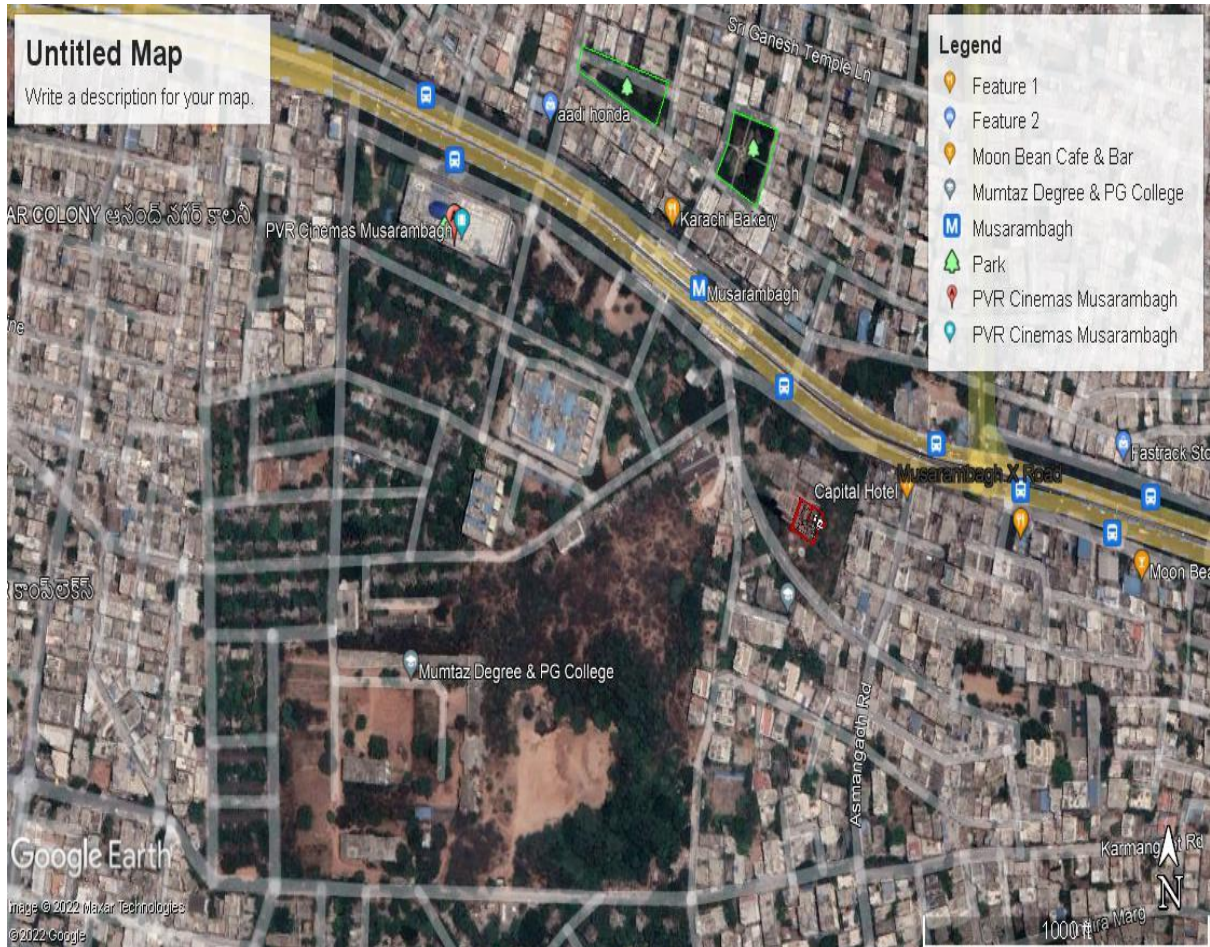 Untitled Map
Write a description for your map.
Legend
Feature 1
Feature 2
Moon Bean Cafe & Bar
Mumtaz Degree & PG College
Musarambagh
Park
PVR Cinemas Musarambagh
PVR Cinemas Musarambagh
Sri Ganesh Temple Ln
aadi honda
AR COLONY ఆనంద్ నగర్ కాలనీ
PVR Cinemas Musarambagh
Karachi Bakery
M
Musarambagh
Fastrack Sto
Musarambagh X Road
Capital Hotel
Moon Bea
Mumtaz Degree & PG College
Asmangadh Rd
Google Earth
Image © 2022 Maxar Technologies
© 2022 Google
N
1000 ft